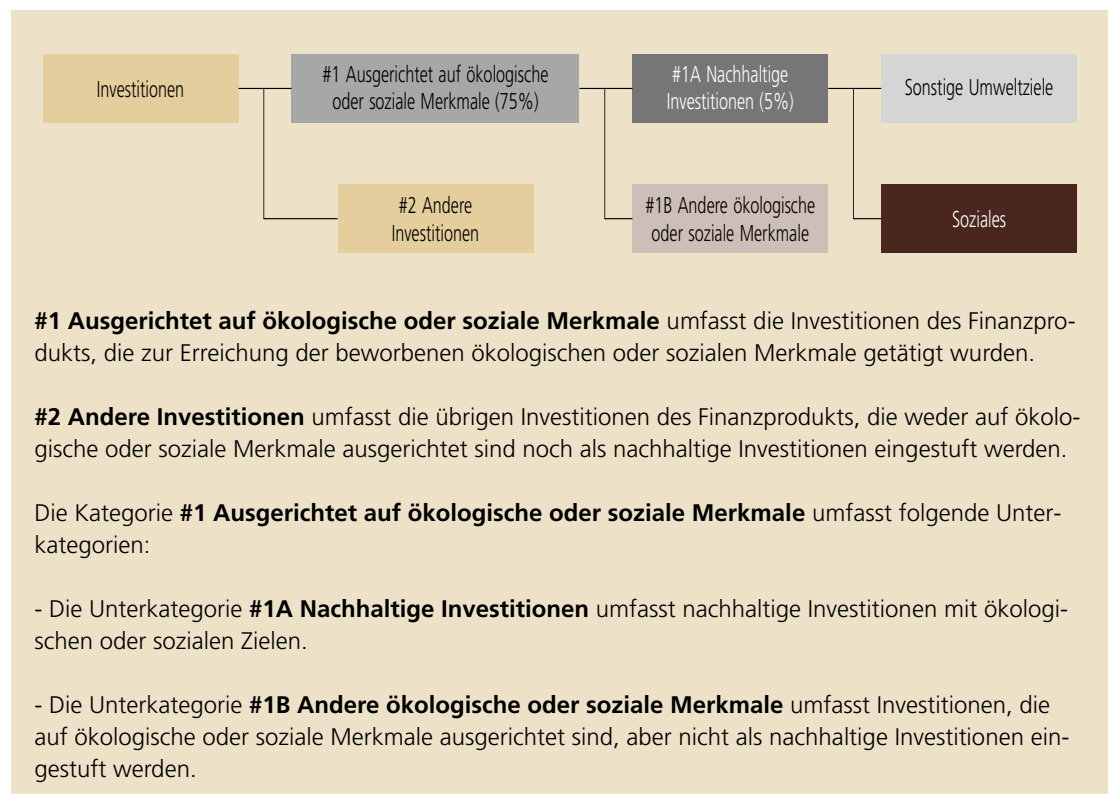 Investitionen
#1 Ausgerichtet auf ökologische
oder soziale Merkmale (75%)
#1A Nachhaltige
Investitionen (5%)
Sonstige Umweltziele
#2 Andere
Investitionen
#1B Andere ökologische
oder soziale Merkmale
Soziales
#1 Ausgerichtet auf ökologische oder soziale Merkmale umfasst die Investitionen des Finanzpro-
dukts, die zur Erreichung der beworbenen ökologischen oder sozialen Merkmale getätigt wurden.
#2 Andere Investitionen umfasst die übrigen Investitionen des Finanzprodukts, die weder auf ökolo-
gische oder soziale Merkmale ausgerichtet sind noch als nachhaltige Investitionen eingestuft werden.
Die Kategorie #1 Ausgerichtet auf ökologische oder soziale Merkmale umfasst folgende Unter-
kategorien:
- Die Unterkategorie #1A Nachhaltige Investitionen umfasst nachhaltige Investitionen mit ökologi-
schen oder sozialen Zielen.
- Die Unterkategorie #1B Andere ökologische oder soziale Merkmale umfasst Investitionen, die
auf ökologische oder soziale Merkmale ausgerichtet sind, aber nicht als nachhaltige Investitionen ein-
gestuft werden.